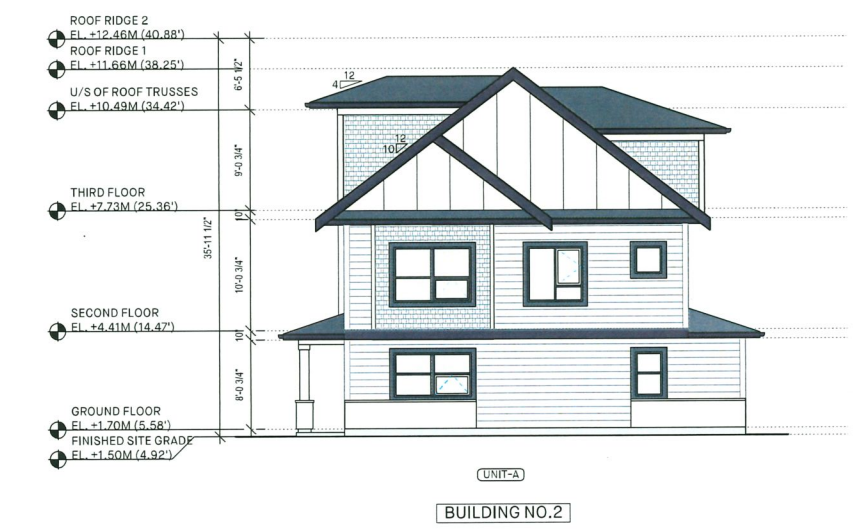 ROOF RIDGE 2
EL. +12.46M (40.88')
ROOF RIDGE 1
EL. +11.66M (38.25')
U/S OF ROOF TRUSSES
EL. +10.49M (34.42')
THIRD FLOOR
EL. +7.73M (25.36')
SECOND FLOOR
EL. +4.41M (14.47')
GROUND FLOOR
EL. +1.70M (5.58')
FINISHED SITE GRADE
EL. +1.50M (4.92')
35'-11 1/2"
6'-5 1/2"
9'-0 3/4"
10"
10'-0 3/4"
10"
8'-0 3/4"
12
4
12
10
UNIT-A
BUILDING NO.2